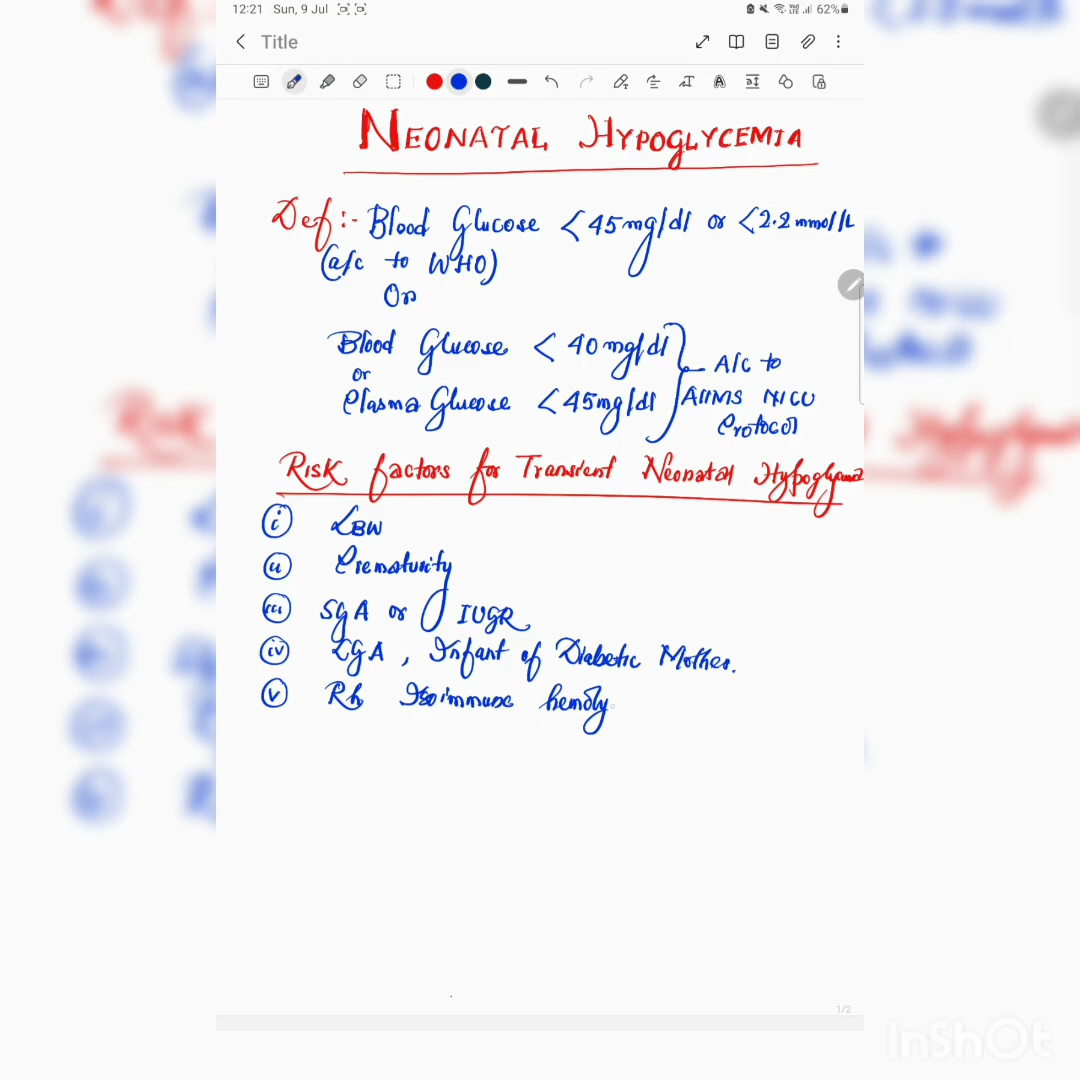 12:21 Sun, 9 Jul 62%
Title
NEONATAL HYPOGLYCEMIA
Def:- Blood Glucose <45mg/dl or <2.2 mmol/L
(a/c to WHO)
Or
Blood Glucose < 40 mg/dl
or
Plasma Glucose <45mg/dl
A/c to
AIIMS NICU
Protocol
Risk factors for Transient Neonatal Hypoglycemia
(i) LBW
(ii) Prematurity
(iii) SGA or IUGR
(iv) LGA, Infant of Diabetic Mother.
(v) Rh Isoimmune hemoly
1/2
InShOt